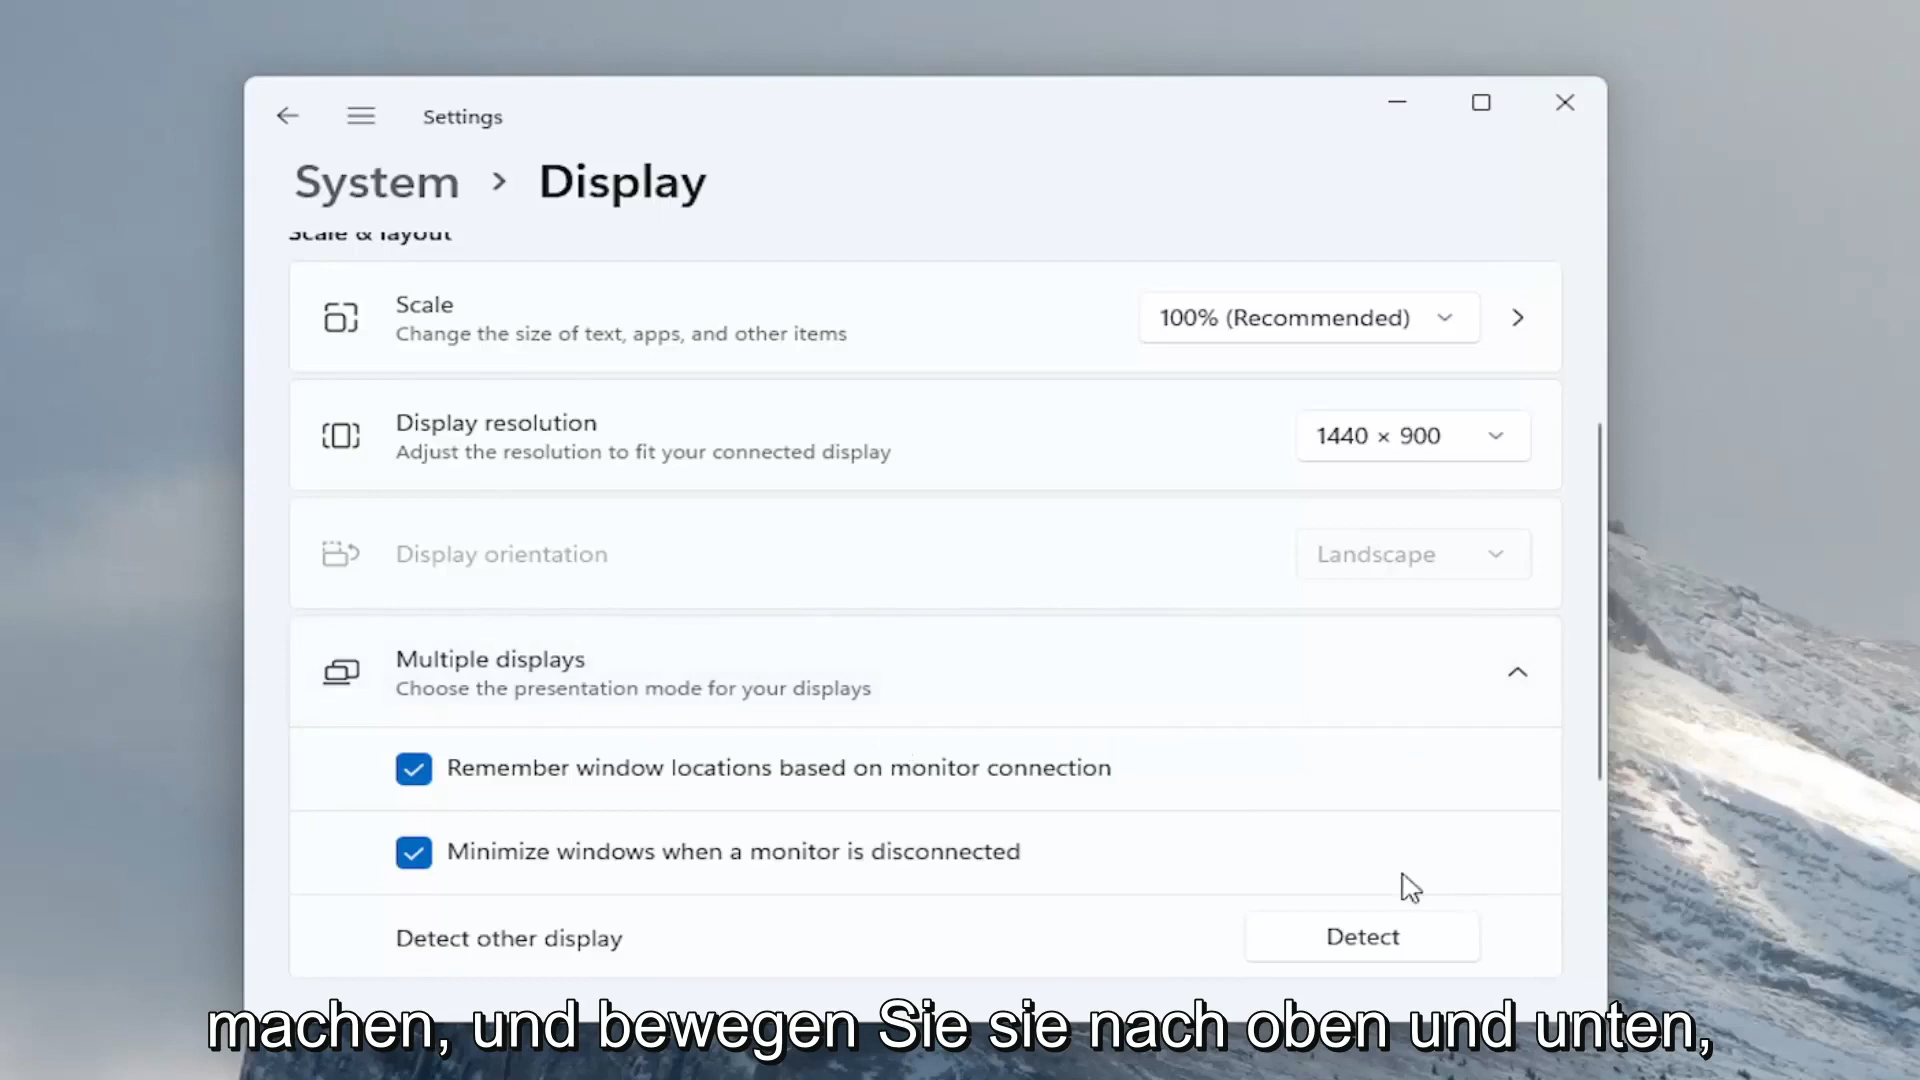 Settings
System > Display
Scale & layout
Scale
Change the size of text, apps, and other items
100% (Recommended)
Display resolution
Adjust the resolution to fit your connected display
1440 × 900
Display orientation
Landscape
Multiple displays
Choose the presentation mode for your displays
Remember window locations based on monitor connection
Minimize windows when a monitor is disconnected
Detect other display
Detect
machen, und bewegen Sie sie nach oben und unten,